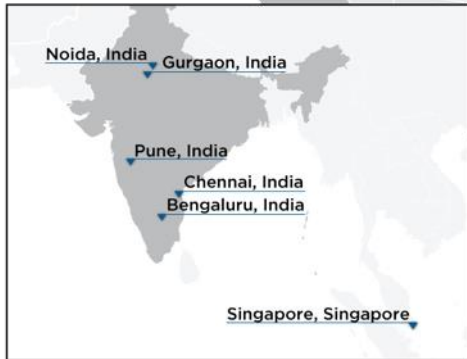 Noida, India
Gurgaon, India
Pune, India
Chennai, India
Bengaluru, India
Singapore, Singapore